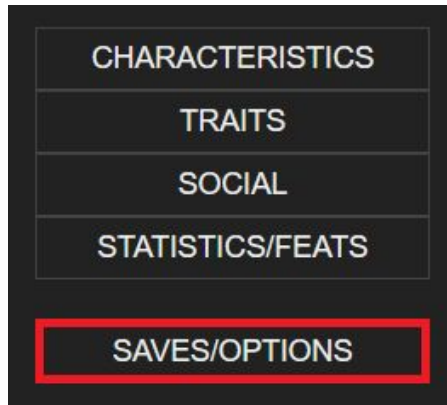 CHARACTERISTICS
TRAITS
SOCIAL
STATISTICS/FEATS
SAVES/OPTIONS